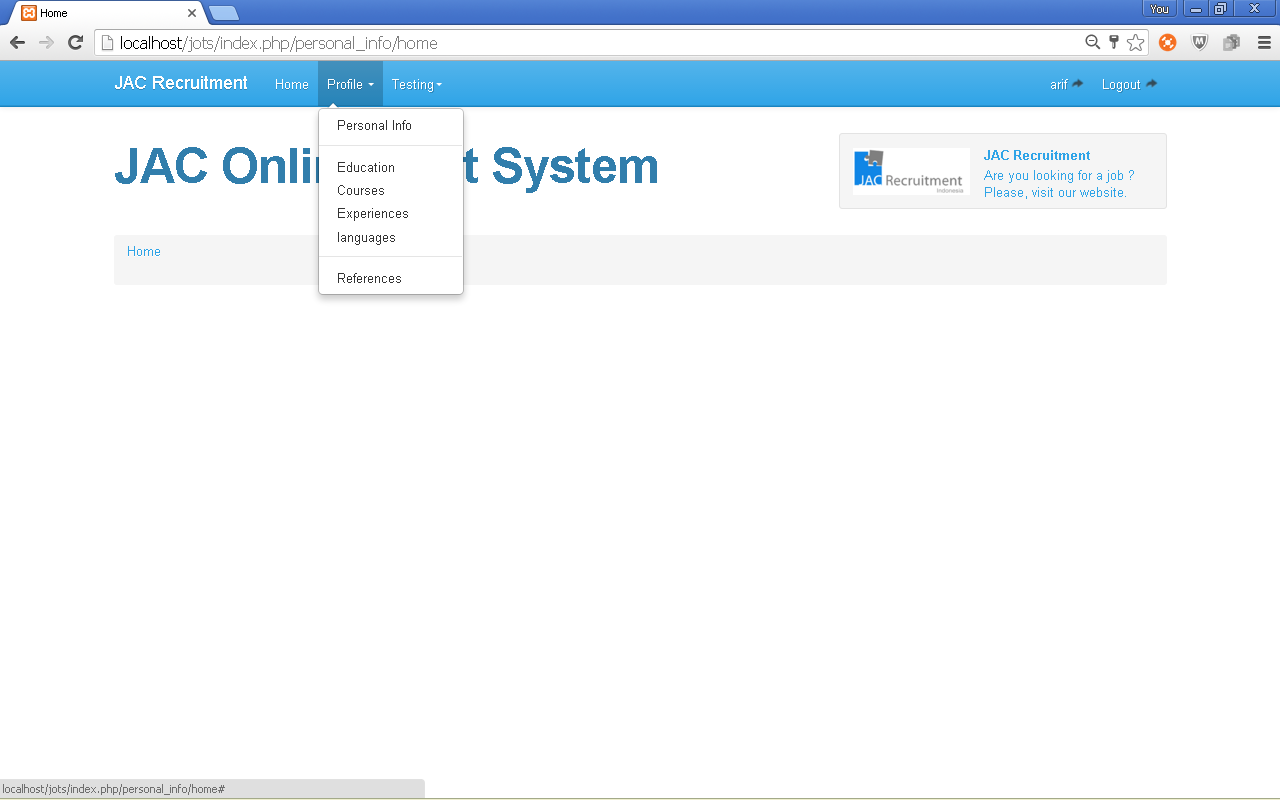 Home
You
localhost/jots/index.php/personal_info/home
JAC Recruitment Home Profile Testing arif Logout
Personal Info
Education
Courses
Experiences
languages
References
JAC Onli t System
JAC Recruitment
Indonesia
JAC Recruitment
Are you looking for a job ?
Please, visit our website.
Home
localhost/jots/index.php/personal_info/home#